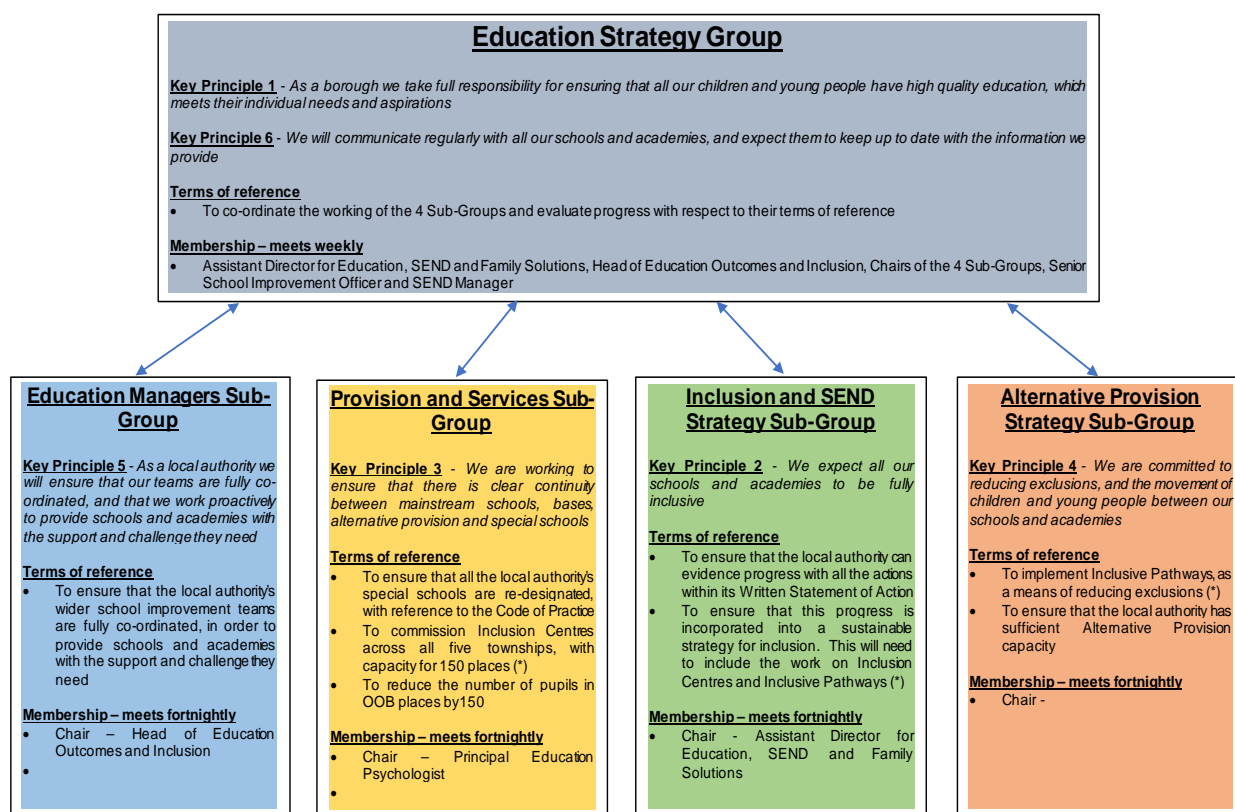 Education Strategy Group
Key Principle 1 - As a borough we take full responsibility for ensuring that all our children and young people have high quality education, which
meets their individual needs and aspirations
Key Principle 6 - We will communicate regularly with all our schools and academies, and expect them to keep up to date with the information we
provide
Terms of reference
• To co-ordinate the working of the 4 Sub-Groups and evaluate progress with respect to their terms of reference
Membership – meets weekly
• Assistant Director for Education, SEND and Family Solutions, Head of Education Outcomes and Inclusion, Chairs of the 4 Sub-Groups, Senior
School Improvement Officer and SEND Manager
Education Managers Sub-
Group
Key Principle 5 - As a local authority we
will ensure that our teams are fully co-
ordinated, and that we work proactively
to provide schools and academies with
the support and challenge they need
Terms of reference
• To ensure that the local authority's
wider school improvement teams
are fully co-ordinated, in order to
provide schools and academies
with the support and challenge they
need
Membership – meets fortnightly
• Chair – Head of Education
Outcomes and Inclusion
•
Provision and Services Sub-
Group
Key Principle 3 - We are working to
ensure that there is clear continuity
between mainstream schools, bases,
alternative provision and special schools
Terms of reference
• To ensure that all the local authority's
special schools are re-designated,
with reference to the Code of Practice
• To commission Inclusion Centres
across all five townships, with
capacity for 150 places (*)
• To reduce the number of pupils in
OOB places by 150
Membership – meets fortnightly
• Chair – Principal Education
Psychologist
•
Inclusion and SEND
Strategy Sub-Group
Key Principle 2 - We expect all our
schools and academies to be fully
inclusive
Terms of reference
• To ensure that the local authority can
evidence progress with all the actions
within its Written Statement of Action
• To ensure that this progress is
incorporated into a sustainable
strategy for inclusion. This will need
to include the work on Inclusion
Centres and Inclusive Pathways (*)
Membership – meets fortnightly
• Chair - Assistant Director for
Education, SEND and Family
Solutions
Alternative Provision
Strategy Sub-Group
Key Principle 4 - We are committed to
reducing exclusions, and the movement of
children and young people between our
schools and academies
Terms of reference
• To implement Inclusive Pathways, as
a means of reducing exclusions (*)
• To ensure that the local authority has
sufficient Alternative Provision
capacity
Membership – meets fortnightly
• Chair -